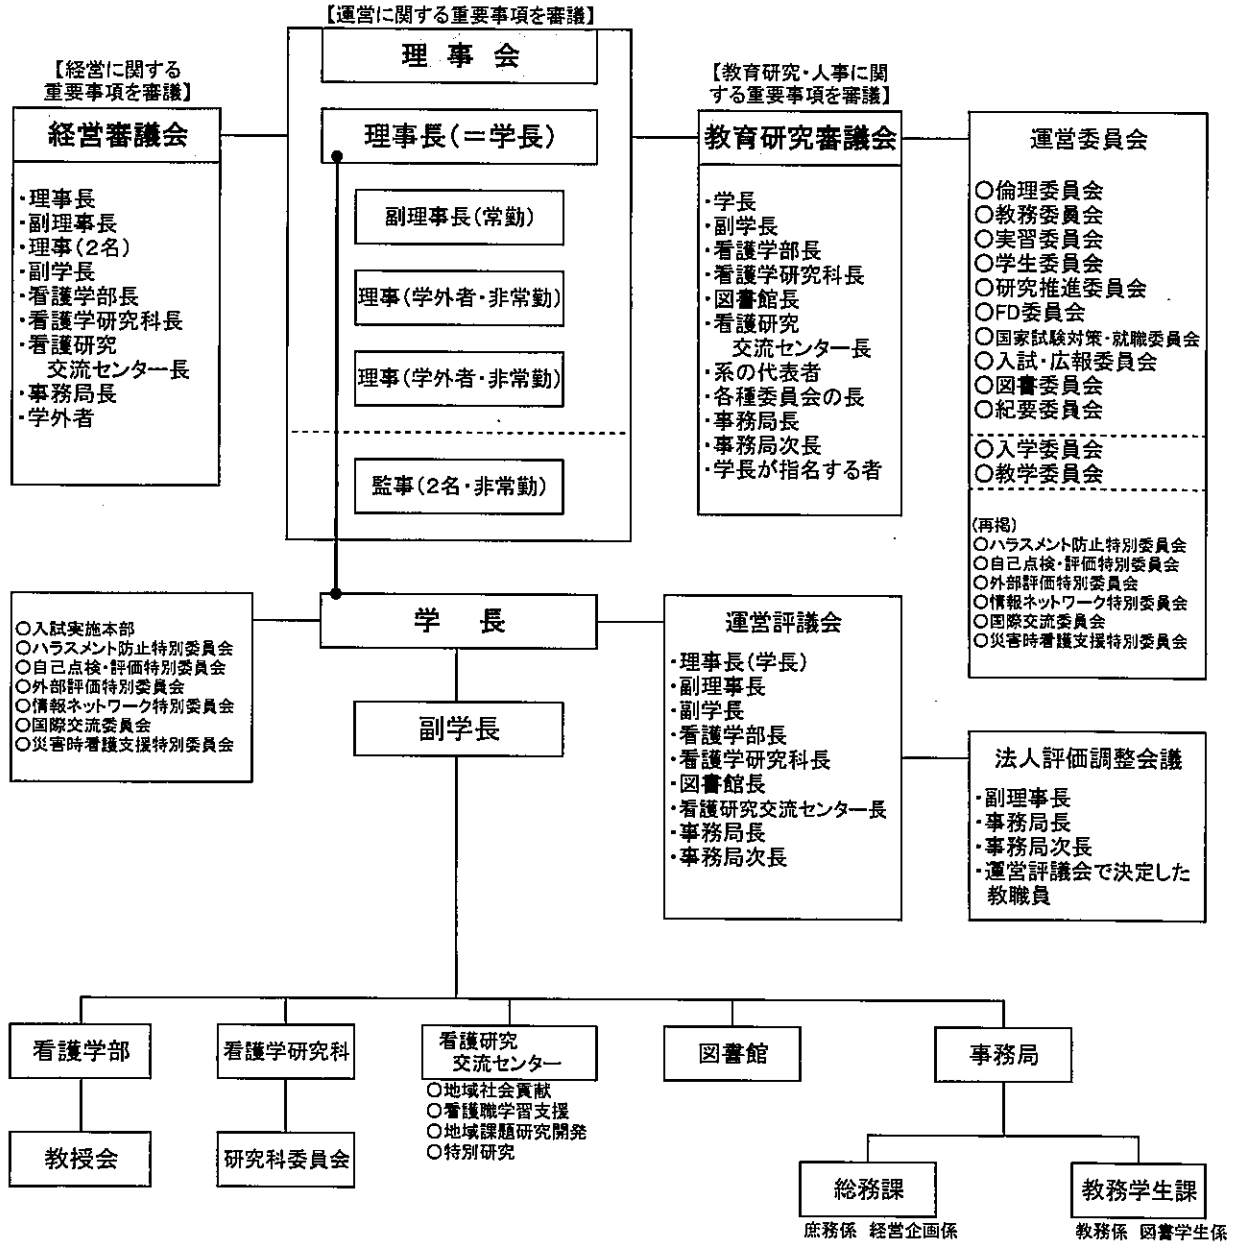 【運営に関する重要事項を審議】
理事会
【経営に関する
重要事項を審議】
経営審議会
・理事長
・副理事長
・理事(2名)
・副学長
・看護学部長
・看護学研究科長
・看護研究
交流センター長
・事務局長
・学外者
理事長(=学長)
副理事長(常勤)
理事(学外者・非常勤)
理事(学外者・非常勤)
監事(2名・非常勤)
【教育研究・人事に関
する重要事項を審議】
教育研究審議会
・学長
・副学長
・看護学部長
・看護学研究科長
・図書館長
・看護研究
交流センター長
・系の代表者
・各種委員会の長
・事務局長
・事務局次長
・学長が指名する者
運営委員会
○倫理委員会
○教務委員会
○実習委員会
○学生委員会
○研究推進委員会
○FD委員会
○国家試験対策・就職委員会
○入試・広報委員会
○図書委員会
○紀要委員会
○入学委員会
○教学委員会
(再掲)
○ハラスメント防止特別委員会
○自己点検・評価特別委員会
○外部評価特別委員会
○情報ネットワーク特別委員会
○国際交流委員会
○災害時看護支援特別委員会
○入試実施本部
○ハラスメント防止特別委員会
○自己点検・評価特別委員会
○外部評価特別委員会
○情報ネットワーク特別委員会
○国際交流委員会
○災害時看護支援特別委員会
学長
副学長
運営評議会
・理事長(学長)
・副理事長
・副学長
・看護学部長
・看護学研究科長
・図書館長
・看護研究交流センター長
・事務局長
・事務局次長
法人評価調整会議
・副理事長
・事務局長
・事務局次長
・運営評議会で決定した
教職員
看護学部
看護学研究科
看護研究
交流センター
○地域社会貢献
○看護職学習支援
○地域課題研究開発
○特別研究
図書館
事務局
教授会
研究科委員会
総務課
庶務係 経営企画係
教務学生課
教務係 図書学生係